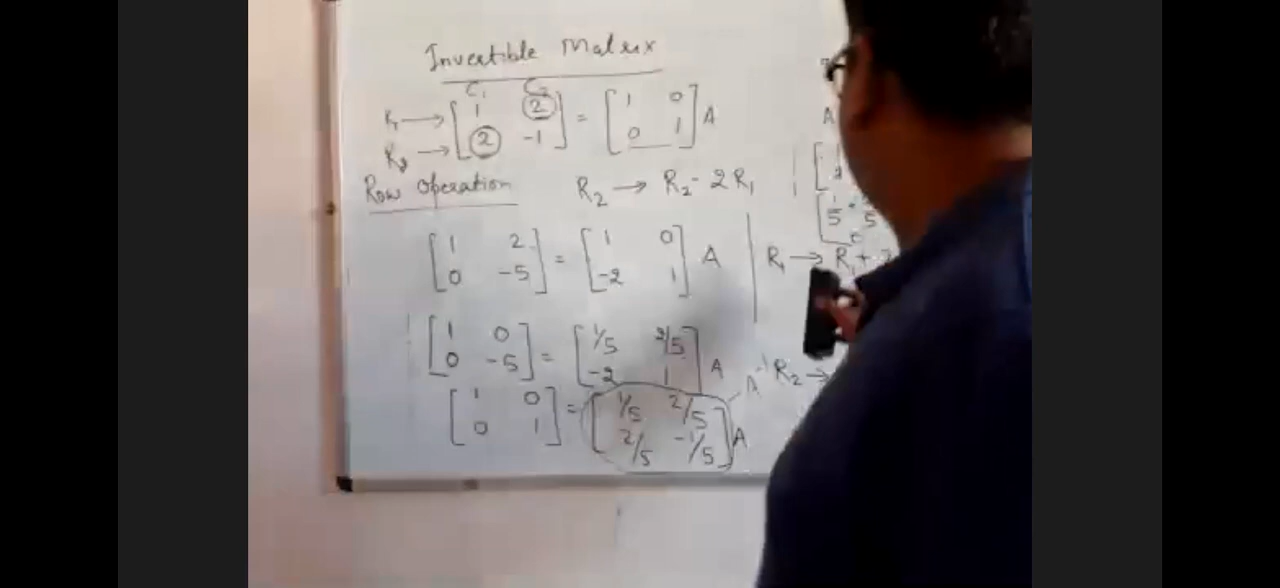 Invertible Matrix
C₁ C₂
R₁ → [1 2] = [1 0] A
R₂ → [2 -1] [0 1]
Row Operation R₂ → R₂ - 2R₁
[1 2] = [1 0] A R₁ → R₁ +
[0 -5] [-2 1]
[1 0] = [1/5 2/5] A
[0 -5] [-2 1] A⁻¹ R₂ →
[1 0] = [1/5 2/5] A
[0 1] [2/5 -1/5]